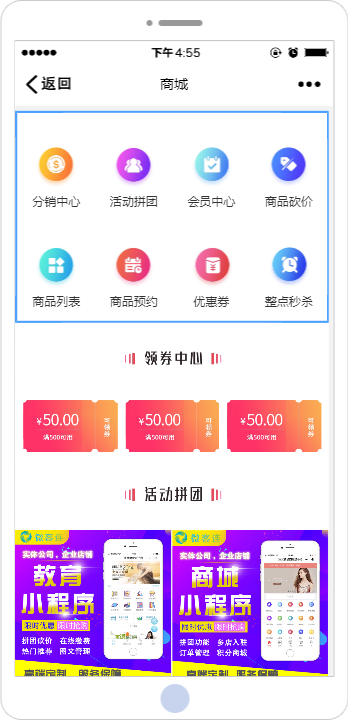 下午4:55
返回
商城
分销中心 活动拼团 会员中心 商品砍价
商品列表 商品预约 优惠券 整点秒杀
领券中心
¥50.00 可领券 ¥50.00 可领券 ¥50.00 可领券
满500可用 满500可用 满500可用
活动拼团
微客连 微客连
实体公司，企业店铺 实体公司，企业店铺
教育 商城
小程序 小程序
限时优惠 限时抢购 限时优惠 限时抢购
拼团砍价 在线缴费 拼团功能 多店入驻
热门推荐 图文管理 订单管理 积分商城
高端定制 服务保障 高端定制 服务保障